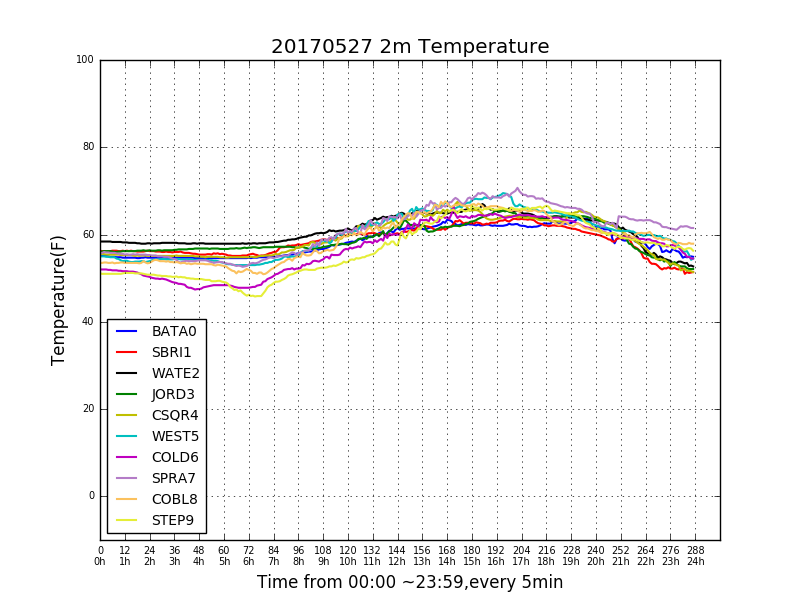 20170527 2m Temperature
100
80
60
40
20
0
Temperature(F)
BATA0
SBRI1
WATE2
JORD3
CSQR4
WEST5
COLD6
SPRA7
COBL8
STEP9
0 12 24 36 48 60 72 84 96 108 120 132 144 156 168 180 192 204 216 228 240 252 264 276 288
0h 1h 2h 3h 4h 5h 6h 7h 8h 9h 10h 11h 12h 13h 14h 15h 16h 17h 18h 19h 20h 21h 22h 23h 24h
Time from 00:00 ~23:59,every 5min